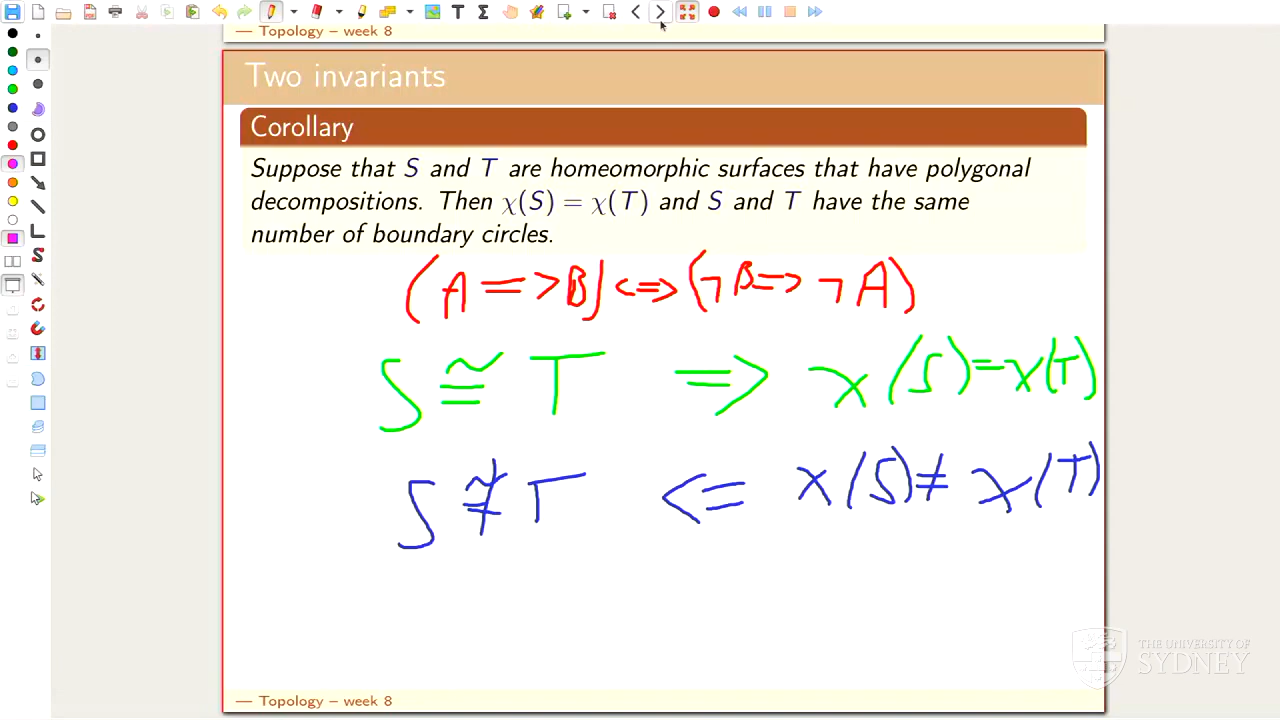 — Topology – week 8
Two invariants
Corollary
Suppose that S and T are homeomorphic surfaces that have polygonal
decompositions. Then χ(S) = χ(T) and S and T have the same
number of boundary circles.
(A => B) <=> (¬B => ¬A)
S ≅ T => χ(S) = χ(T)
S ≇ T <= χ(S) ≠ χ(T)
THE UNIVERSITY OF
SYDNEY
— Topology – week 8